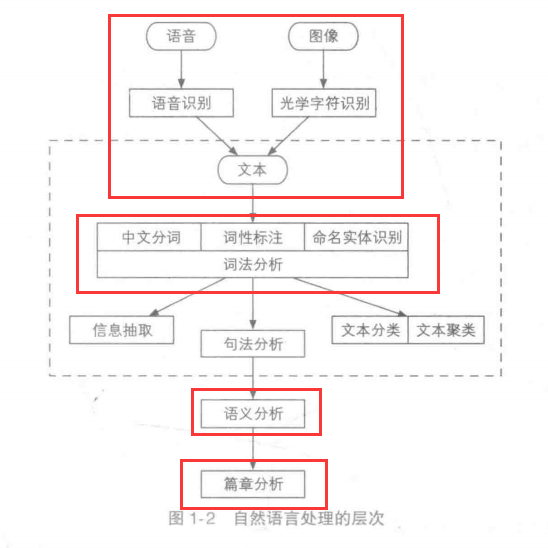 语音 图像
语音识别 光学字符识别
文本
中文分词 词性标注 命名实体识别
词法分析
信息抽取 句法分析 文本分类 文本聚类
语义分析
篇章分析
图 1-2 自然语言处理的层次